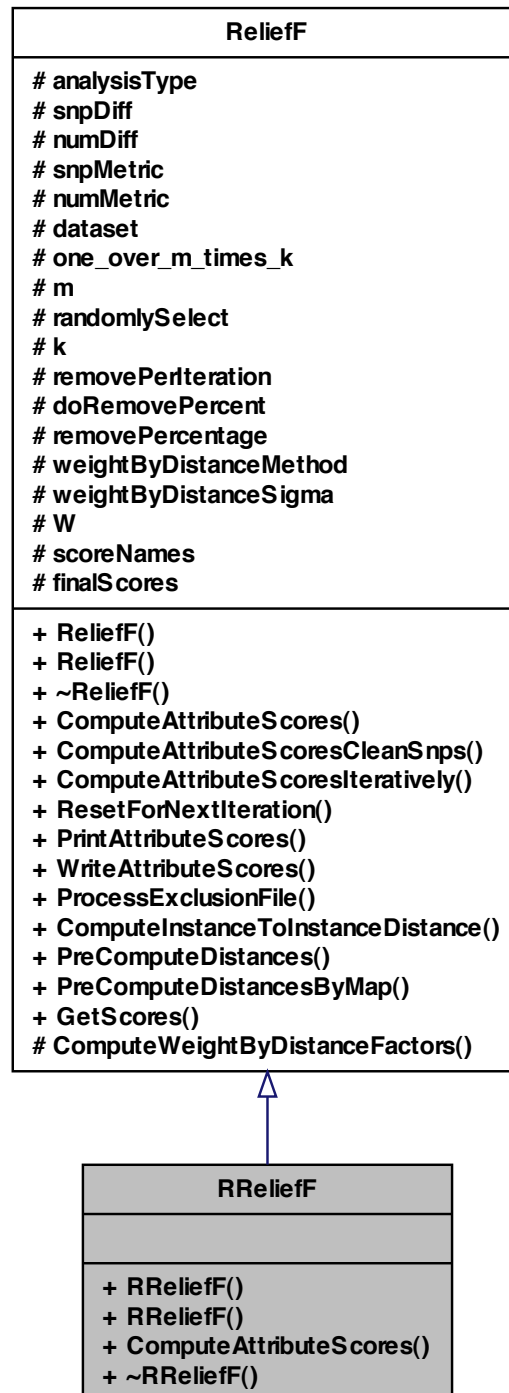 ReliefF
# analysisType
# snpDiff
# numDiff
# snpMetric
# numMetric
# dataset
# one_over_m_times_k
# m
# randomlySelect
# k
# removePerIteration
# doRemovePercent
# removePercentage
# weightByDistanceMethod
# weightByDistanceSigma
# W
# scoreNames
# finalScores
+ ReliefF()
+ ReliefF()
+ ~ReliefF()
+ ComputeAttributeScores()
+ ComputeAttributeScoresCleanSnps()
+ ComputeAttributeScoresIteratively()
+ ResetForNextIteration()
+ PrintAttributeScores()
+ WriteAttributeScores()
+ ProcessExclusionFile()
+ ComputeInstanceToInstanceDistance()
+ PreComputeDistances()
+ PreComputeDistancesByMap()
+ GetScores()
# ComputeWeightByDistanceFactors()
RReliefF
+ RReliefF()
+ RReliefF()
+ ComputeAttributeScores()
+ ~RReliefF()